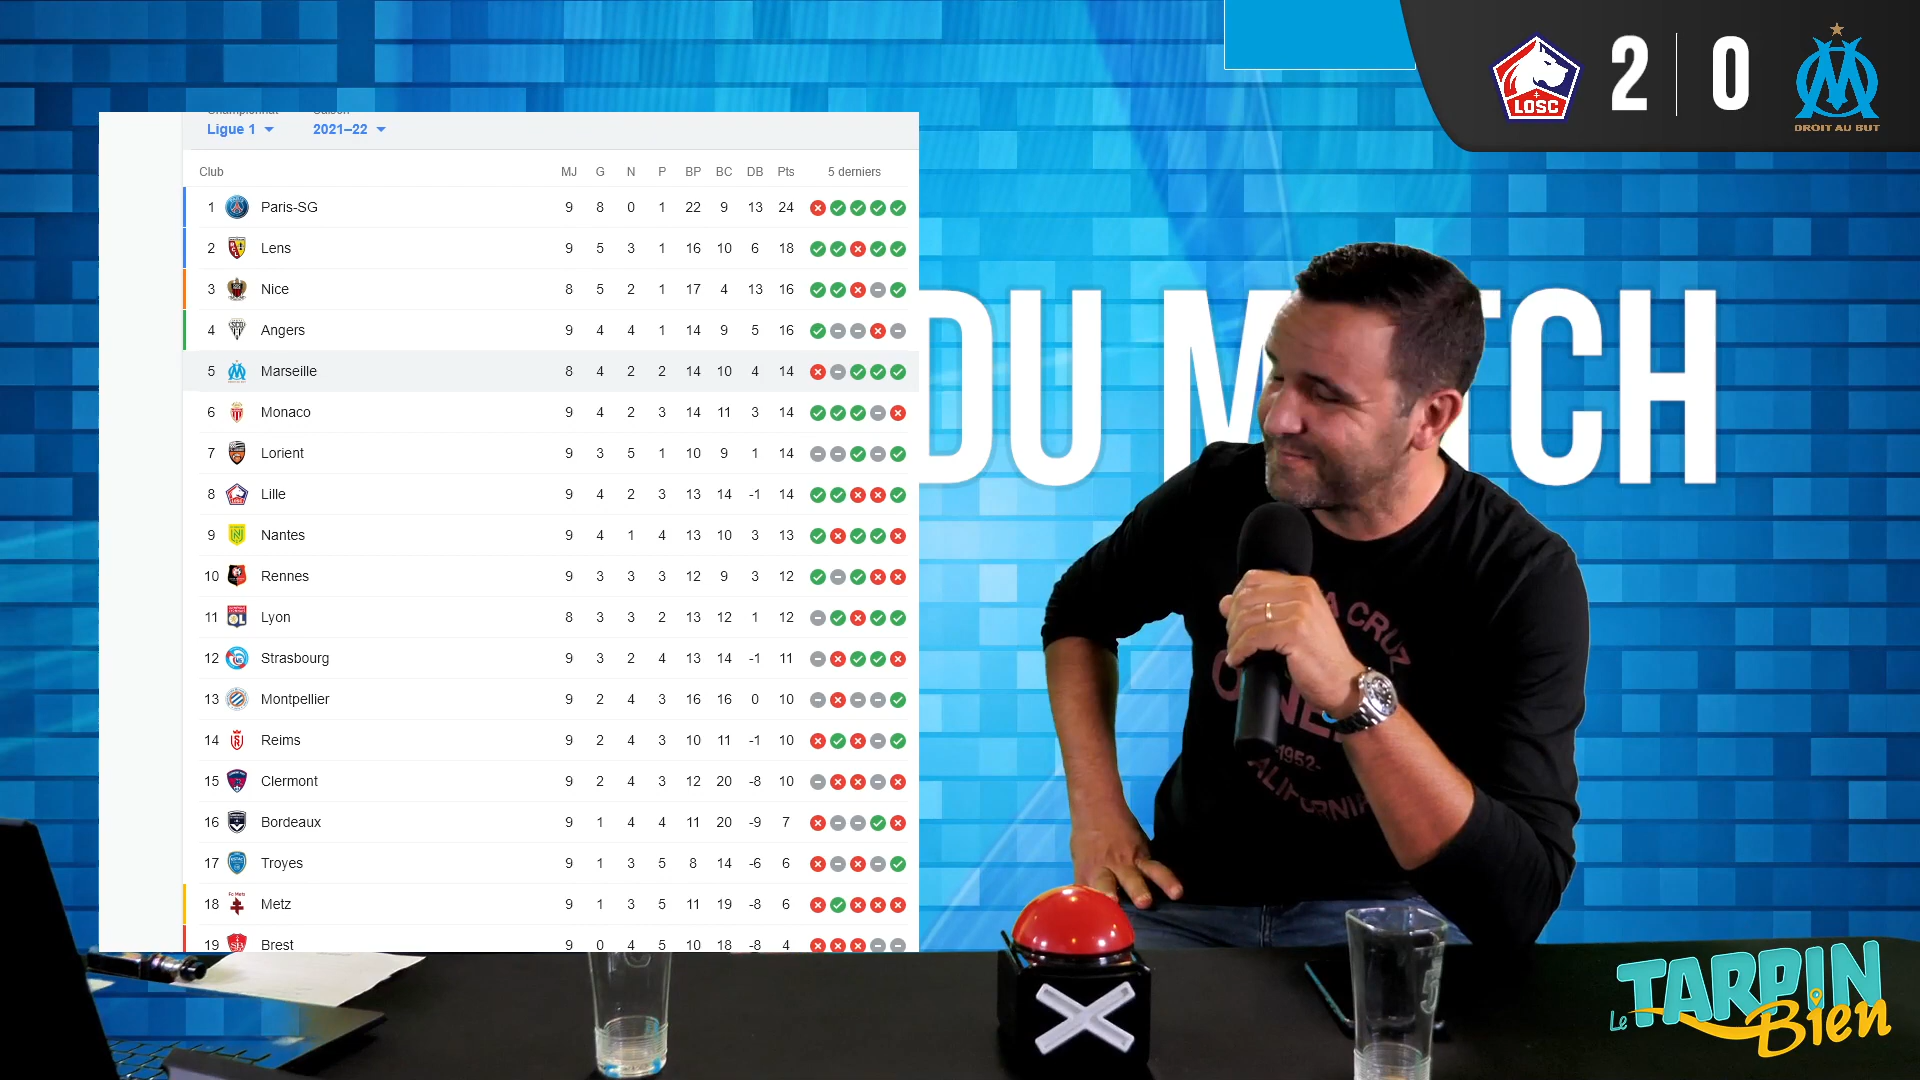 2 0
LOSC
DROIT AU BUT
Ligue 1 2021–22
Club MJ G N P BP BC DB Pts 5 derniers
1 Paris-SG 9 8 0 1 22 9 13 24
2 Lens 9 5 3 1 16 10 6 18
3 Nice 8 5 2 1 17 4 13 16
4 Angers 9 4 4 1 14 9 5 16
5 Marseille 8 4 2 2 14 10 4 14
6 Monaco 9 4 2 3 14 11 3 14
7 Lorient 9 3 5 1 10 9 1 14
8 Lille 9 4 2 3 13 14 -1 14
9 Nantes 9 4 1 4 13 10 3 13
10 Rennes 9 3 3 3 12 9 3 12
11 Lyon 8 3 3 2 13 12 1 12
12 Strasbourg 9 3 2 4 13 14 -1 11
13 Montpellier 9 2 4 3 16 16 0 10
14 Reims 9 2 4 3 10 11 -1 10
15 Clermont 9 2 4 3 12 20 -8 10
16 Bordeaux 9 1 4 4 11 20 -9 7
17 Troyes 9 1 3 5 8 14 -6 6
18 Metz 9 1 3 5 11 19 -8 6
19 Brest 9 0 4 5 10 18 -8 4
DU M TCH
A CRUZ
1952-
Le TARPIN Bien